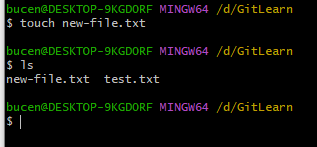 bucen@DESKTOP-9KGDORF MINGW64 /d/GitLearn
$ touch new-file.txt
bucen@DESKTOP-9KGDORF MINGW64 /d/GitLearn
$ ls
new-file.txt  test.txt
bucen@DESKTOP-9KGDORF MINGW64 /d/GitLearn
$